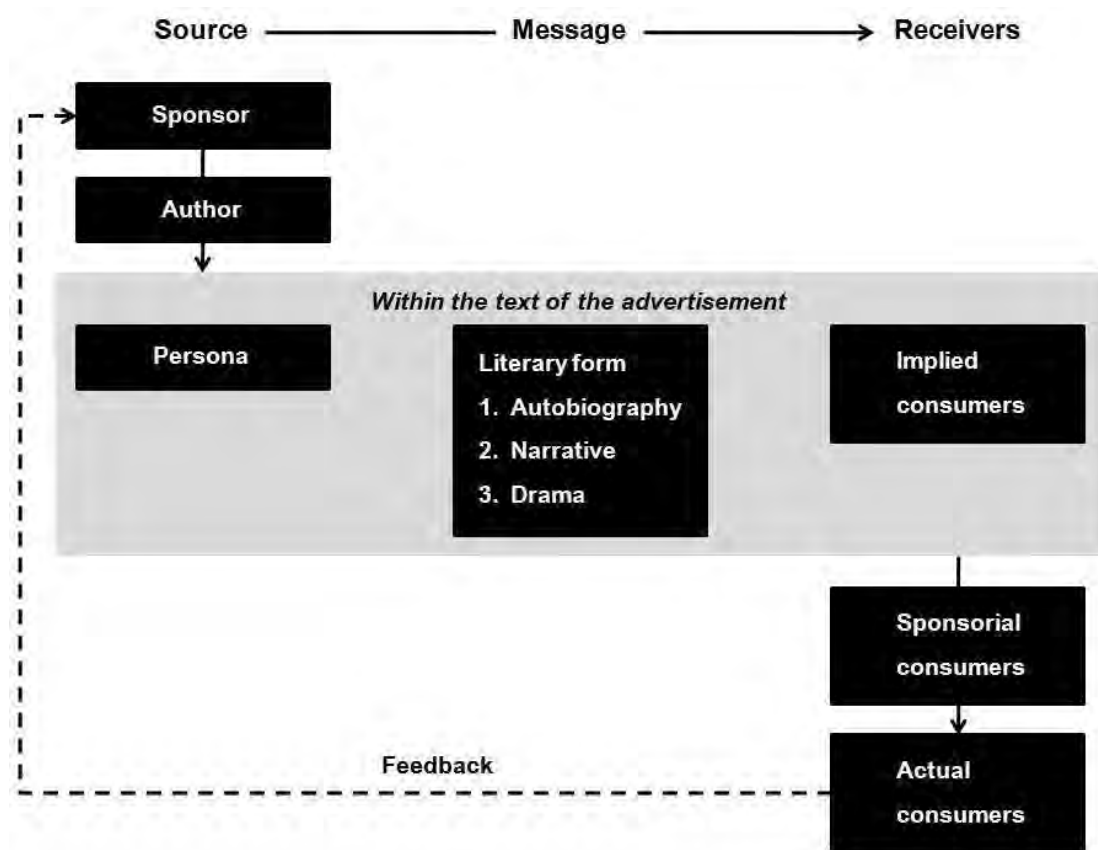 Source Message Receivers
Sponsor
Author
Within the text of the advertisement
Persona
Literary form
1. Autobiography
2. Narrative
3. Drama
Implied
consumers
Sponsorial
consumers
Feedback
Actual
consumers